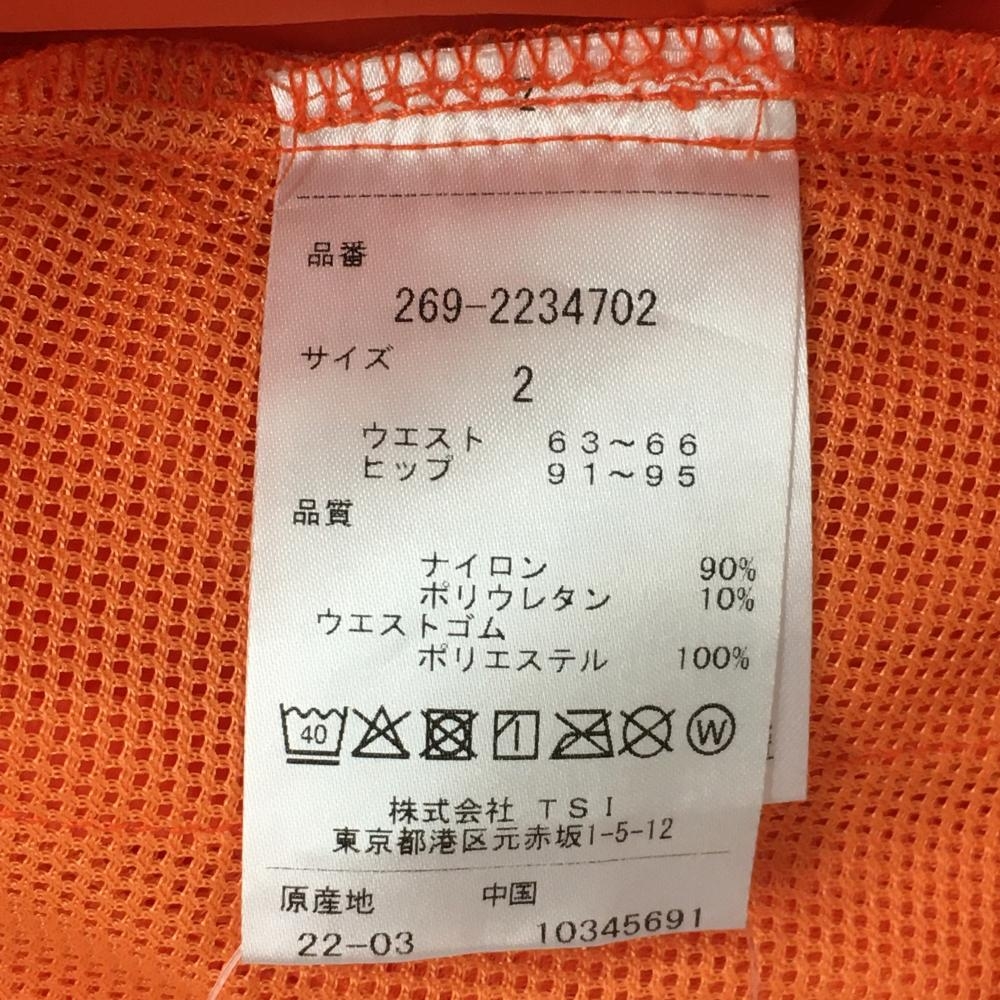 品番
269-2234702
サイズ
2
ウエスト 63~66
ヒップ 91~95
品質
ナイロン 90%
ポリウレタン 10%
ウエストゴム
ポリエステル 100%
40
W
株式会社 TSI
東京都港区元赤坂1-5-12
原産地 中国
22-03 10345691